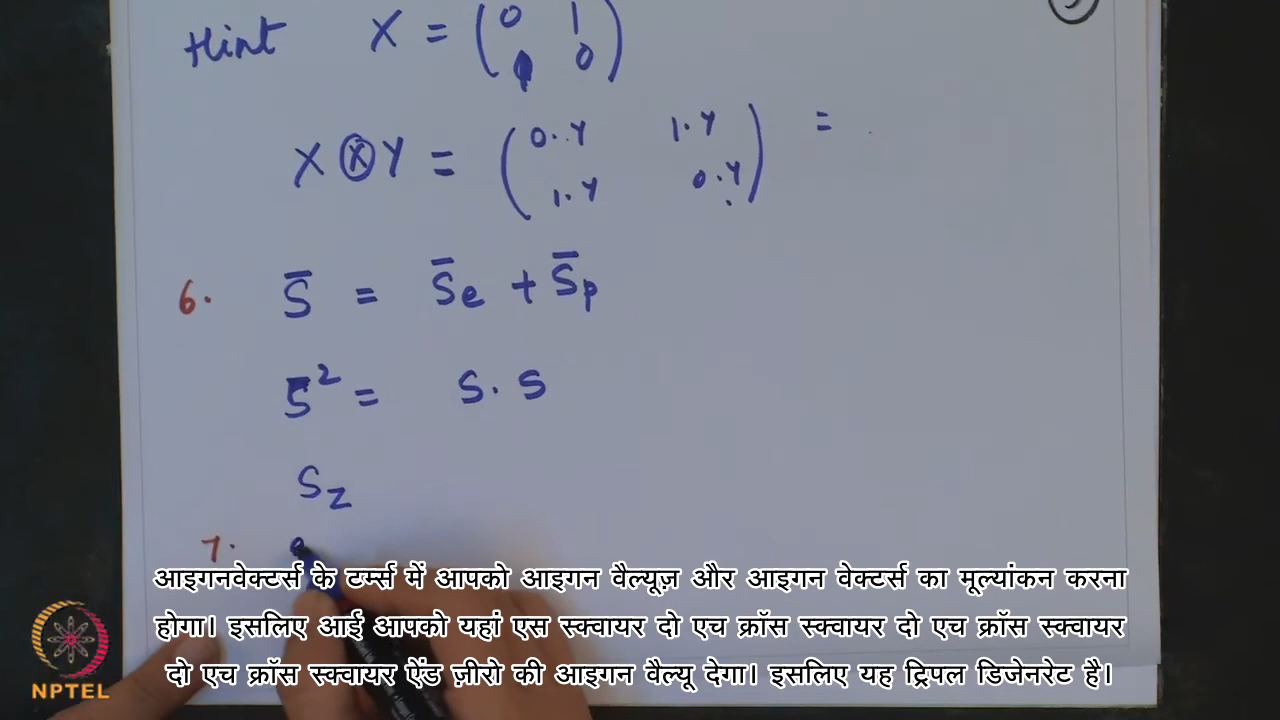 Hint X = ( 0 1
1 0 )
X ⊗ Y = ( 0.Y 1.Y
1.Y 0.Y ) =
6. S̅ = S̅e + S̅p
S̅² = S . S
Sz
7.
आइगनवेक्टर्स के टर्म्स में आपको आइगन वैल्यूज़ और आइगन वेक्टर्स का मूल्यांकन करना
होगा। इसलिए आई आपको यहां एस स्क्वायर दो एच क्रॉस स्क्वायर दो एच क्रॉस स्क्वायर
दो एच क्रॉस स्क्वायर ऐंड ज़ीरो की आइगन वैल्यू देगा। इसलिए यह ट्रिपल डिजेनरेट है।
NPTEL